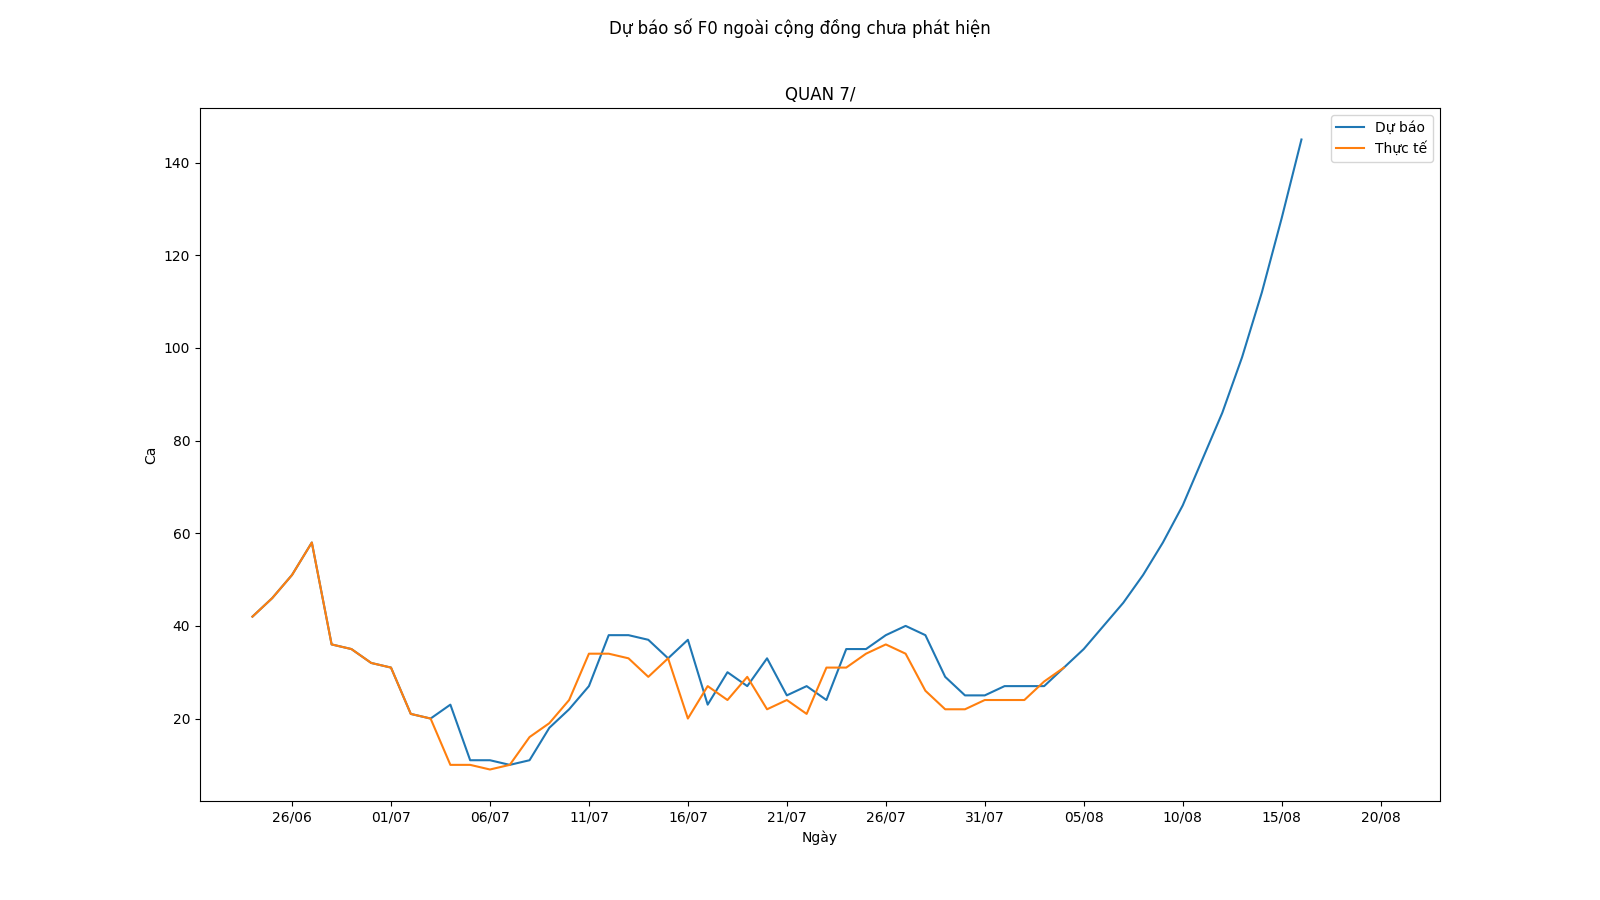 Dự báo số F0 ngoài cộng đồng chưa phát hiện
QUAN 7/
Dự báo
Thực tế
140
120
100
80
60
40
20
Ca
26/06 01/07 06/07 11/07 16/07 21/07 26/07 31/07 05/08 10/08 15/08 20/08
Ngày